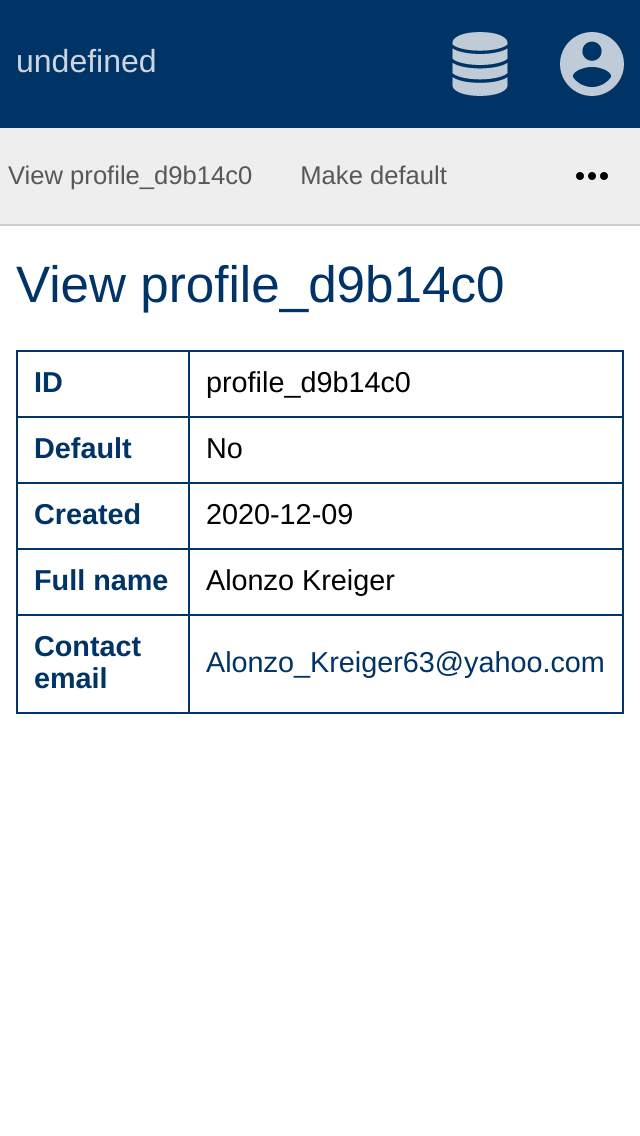 undefined
View profile_d9b14c0 Make default
View profile_d9b14c0
ID profile_d9b14c0
Default No
Created 2020-12-09
Full name Alonzo Kreiger
Contact
email Alonzo_Kreiger63@yahoo.com